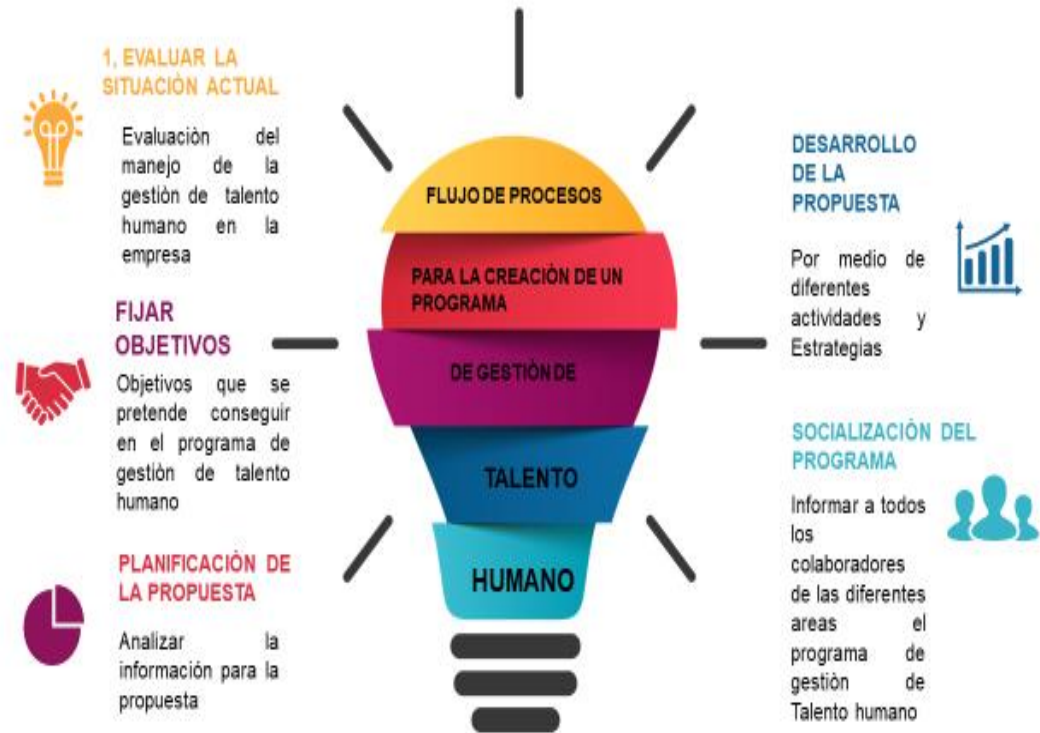 1, EVALUAR LA
SITUACIÒN ACTUAL
Evaluaciòn del
manejo de la
gestiòn de talento
humano en la
empresa
FIJAR
OBJETIVOS
Objetivos que se
pretende conseguir
en el programa de
gestiòn de talento
humano
PLANIFICACIÒN DE
LA PROPUESTA
Analizar la
información para la
propuesta
FLUJO DE PROCESOS
PARA LA CREACIÒN DE UN
PROGRAMA
DE GESTIÒN DE
TALENTO
HUMANO
DESARROLLO
DE LA
PROPUESTA
Por medio de
diferentes
actividades y
Estrategias
SOCIALIZACIÒN DEL
PROGRAMA
Informar a todos
los
colaboradores
de las diferentes
areas el
programa de
gestiòn de
Talento humano